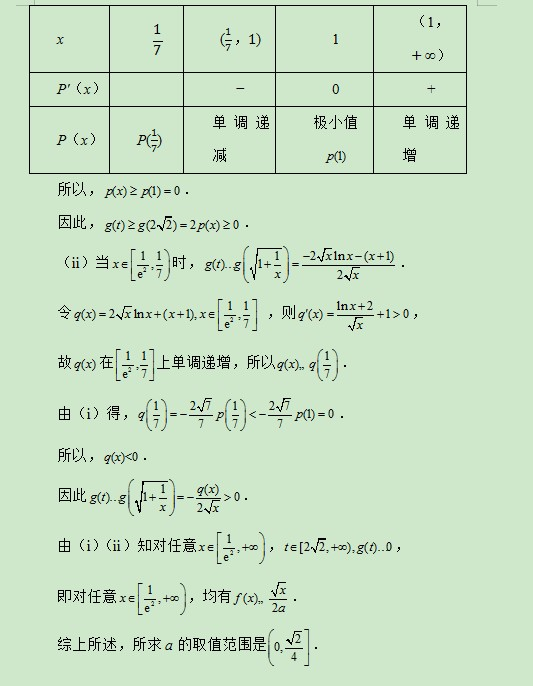 x 1/7 (1/7, 1) 1 (1, +∞)
P′(x) − 0 +
P(x) P(1/7) 单调递减 极小值 p(1) 单调递增
所以，p(x) ≥ p(1) = 0．
因此，g(t) ≥ g(2√2) = 2p(x) ≥ 0．
(ii) 当 x∈[1/e², 1/7) 时，g(t)…g(√(1+1/x)) = (−2√x ln x − (x+1))/(2√x)．
令 q(x) = 2√x ln x + (x+1), x∈[1/e², 1/7]，则 q′(x) = (ln x + 2)/√x + 1 > 0，
故 q(x) 在 [1/e², 1/7] 上单调递增，所以 q(x),, q(1/7)．
由 (i) 得，q(1/7) = −(2√7/7) p(1/7) < −(2√7/7) p(1) = 0．
所以，q(x)<0．
因此 g(t)…g(√(1+1/x)) = −q(x)/(2√x) > 0．
由 (i) (ii) 知对任意 x∈[1/e², +∞)，t∈[2√2, +∞), g(t)…0，
即对任意 x∈[1/e², +∞)，均有 f(x),, √x/(2a)．
综上所述，所求 a 的取值范围是 (0, √2/4]．